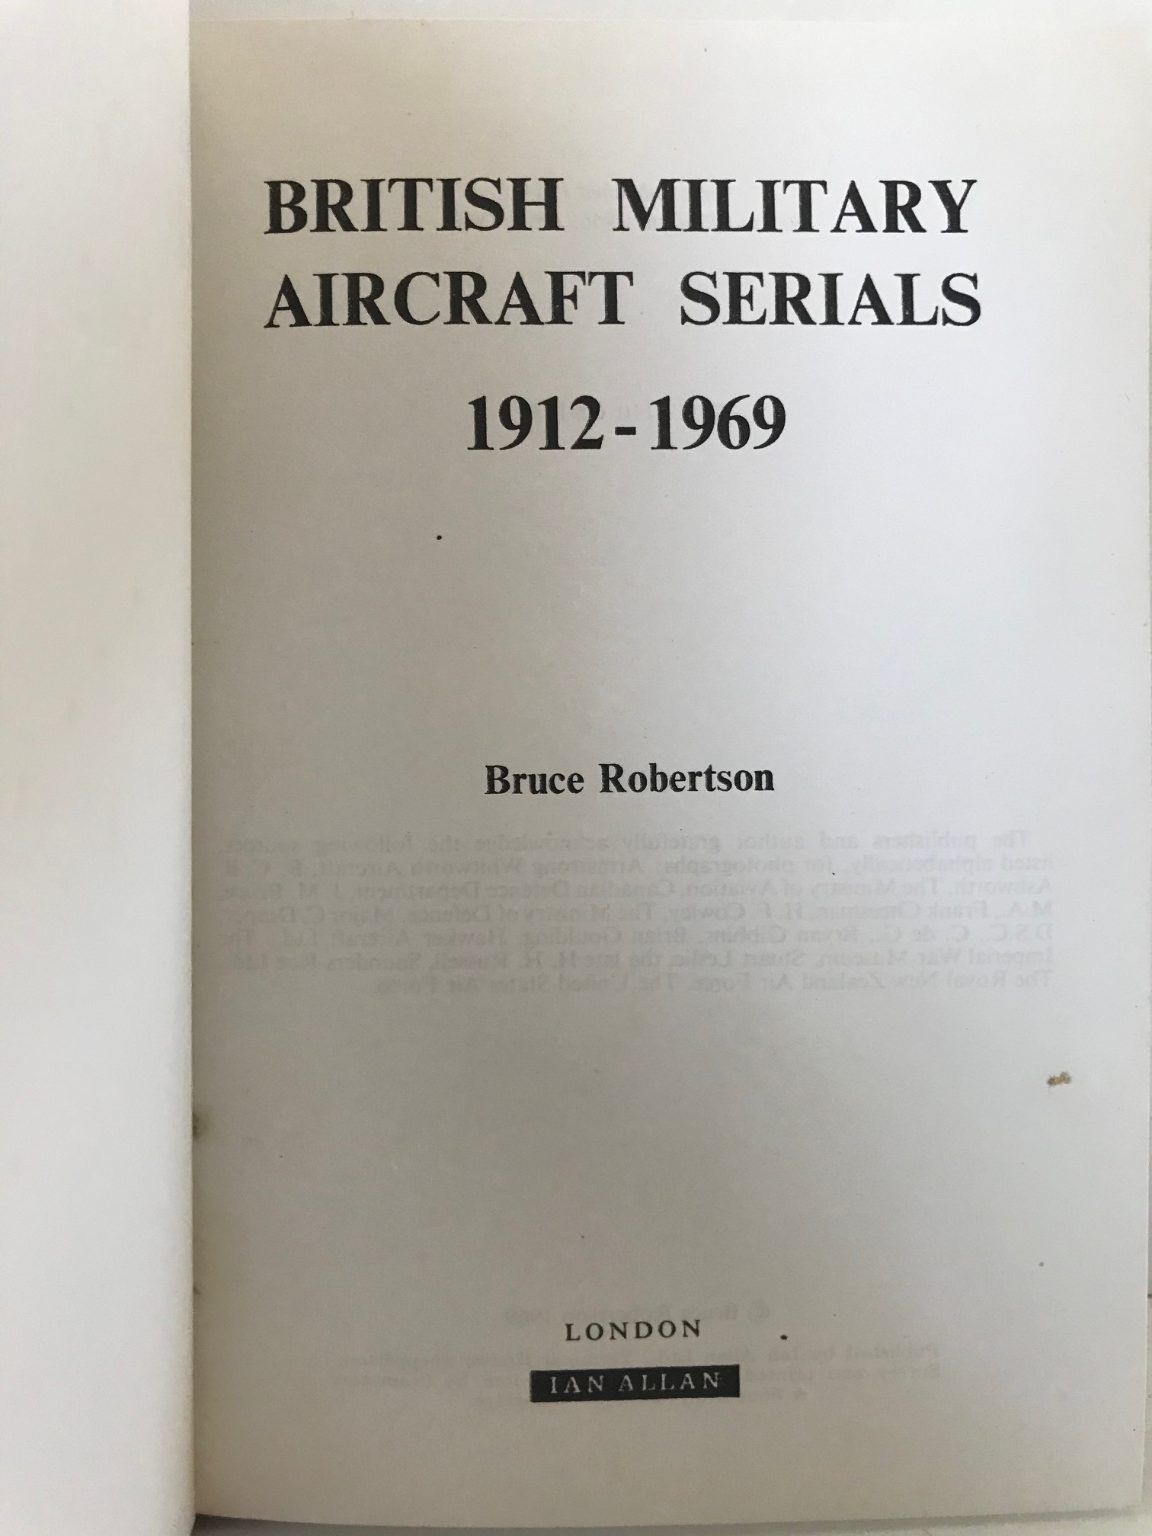 BRITISH MILITARY
AIRCRAFT SERIALS
1912-1969
Bruce Robertson
LONDON
IAN ALLAN